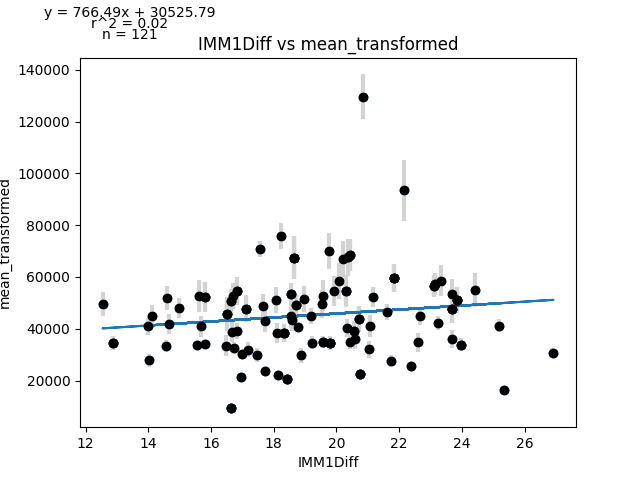 y = 766.49x + 30525.79
r^2 = 0.02
n = 121
IMM1Diff vs mean_transformed
140000
120000
100000
80000
60000
40000
20000
mean_transformed
12 14 16 18 20 22 24 26
IMM1Diff